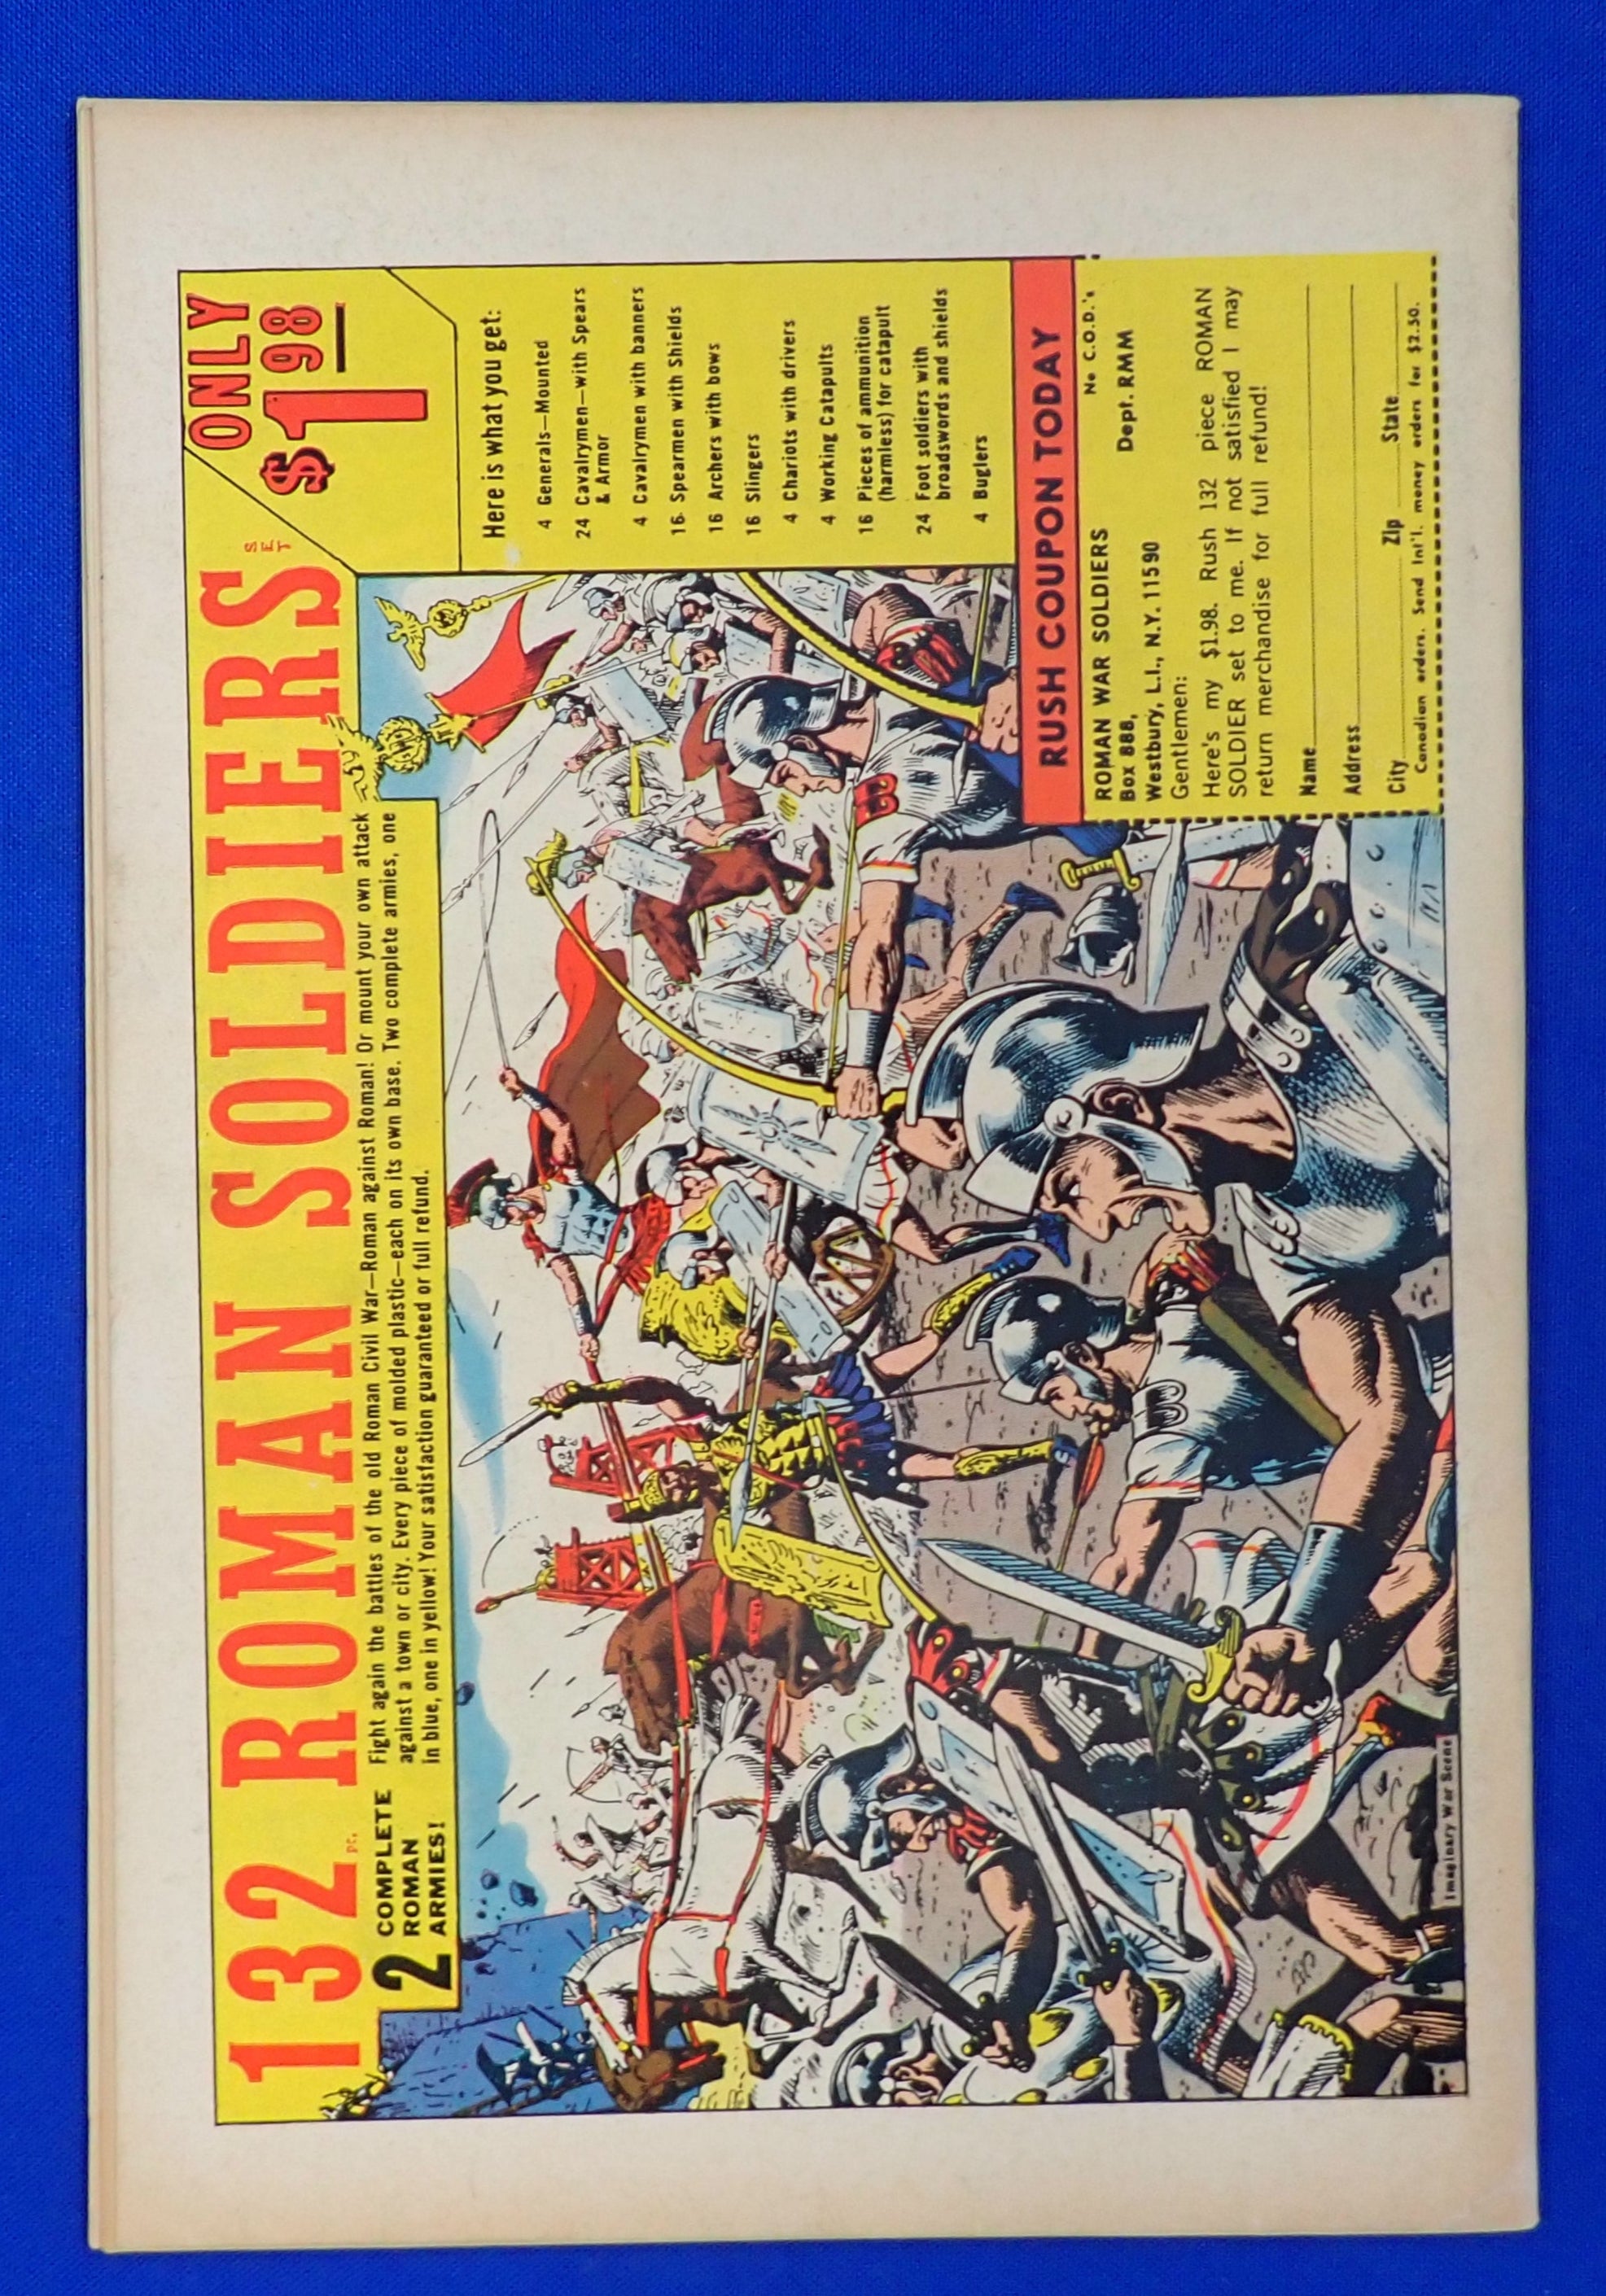 132 PC. ROMAN SOLDIERS SET
ONLY
$1.98
2 COMPLETE
ROMAN
ARMIES!
Fight again the battles of the old Roman Civil War—Roman against Roman! Or mount your own attack
against a town or city. Every piece of molded plastic—each on its own base. Two complete armies, one
in blue, one in yellow! Your satisfaction guaranteed or full refund.
Here is what you get:
4 Generals—Mounted
24 Cavalrymen—with Spears
& Armor
4 Cavalrymen with banners
16 Spearmen with Shields
16 Archers with bows
16 Slingers
4 Chariots with drivers
4 Working Catapults
16 Pieces of ammunition
(harmless) for catapult
24 Foot soldiers with
broadswords and shields
4 Buglers
RUSH COUPON TODAY
No C.O.D.'s
ROMAN WAR SOLDIERS
Box 888, Dept. RMM
Westbury, L.I., N.Y. 11590
Gentlemen:
Here's my $1.98. Rush 132 piece ROMAN
SOLDIER set to me. If not satisfied I may
return merchandise for full refund!
Name
Address
City Zip State
Canadian orders. Send Int'l. money orders for $2.50.
Imaginary War Scene